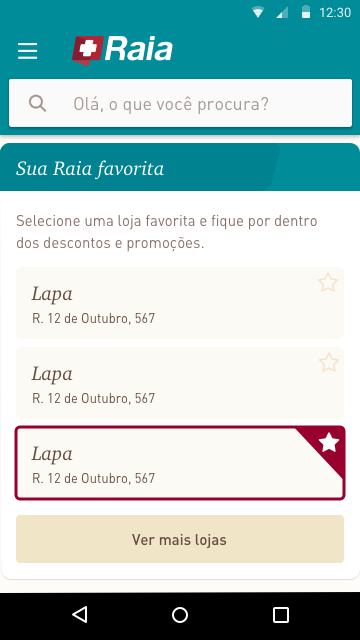 12:30
Raia
Olá, o que você procura?
Sua Raia favorita
Selecione uma loja favorita e fique por dentro
dos descontos e promoções.
Lapa
R. 12 de Outubro, 567
Lapa
R. 12 de Outubro, 567
Lapa
R. 12 de Outubro, 567
Ver mais lojas